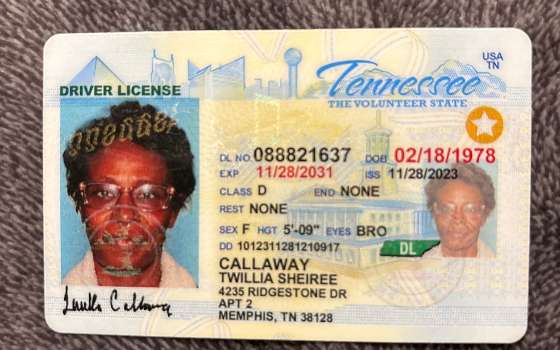 USA
TN
Tennessee
THE VOLUNTEER STATE
DRIVER LICENSE
DL NO. 088821637 DOB 02/18/1978
EXP 11/28/2031 ISS 11/28/2023
CLASS D END NONE
REST NONE
SEX F HGT 5'-09" EYES BRO
DD 1012311281210917
DL
CALLAWAY
TWILLIA SHEIREE
4235 RIDGESTONE DR
APT 2
MEMPHIS, TN 38128